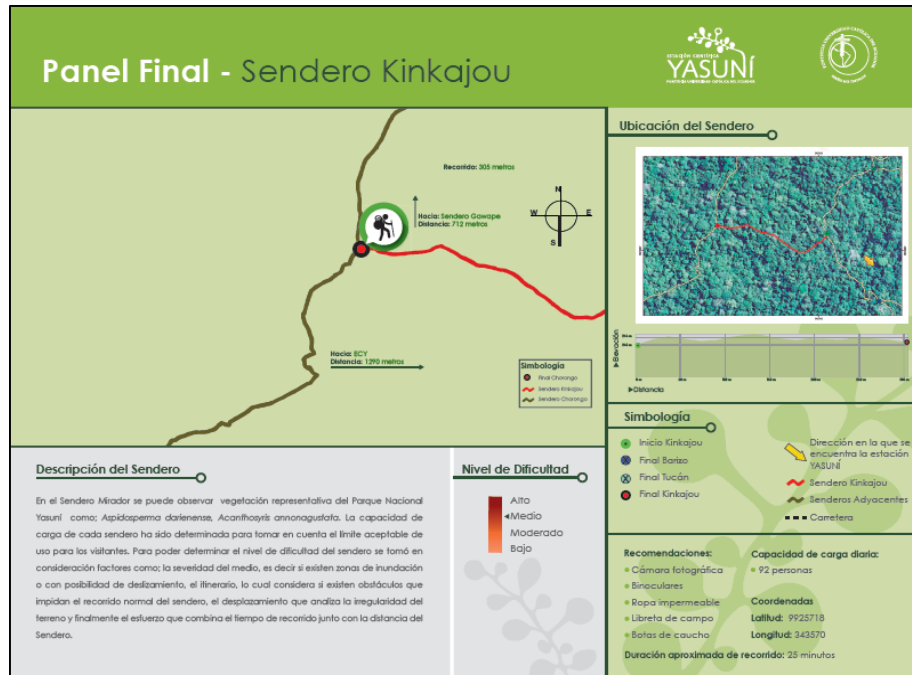 Panel Final - Sendero Kinkajou
ESTACIÓN CIENTÍFICA
YASUNÍ
PONTIFICIA UNIVERSIDAD CATÓLICA DEL ECUADOR
Recorrido: 305 metros
Hacia: Sendero Gawape
Distancia: 712 metros
N
W E
S
Hacia: ECY
Distancia: 1290 metros
Simbología
Final Chorongo
Sendero Kinkajou
Sendero Chorongo
Ubicación del Sendero
Elevación
Distancia
Simbología
Inicio Kinkajou
Final Barizo
Final Tucán
Final Kinkajou
Dirección en la que se
encuentra la estación
YASUNÍ
Sendero Kinkajou
Senderos Adyacentes
Carretera
Descripción del Sendero
En el Sendero Mirador se puede observar vegetación representativa del Parque Nacional
Yasuní como; Aspidosperma darienense, Acanthosyris annonagustata. La capacidad de
carga de cada sendero ha sido determinada para tomar en cuenta el límite aceptable de
uso para los visitantes. Para poder determinar el nivel de dificultad del sendero se tomó en
consideración factores como; la severidad del medio, es decir si existen zonas de inundación
o con posibilidad de deslizamiento, el itinerario, lo cual considera si existen obstáculos que
impidan el recorrido normal del sendero, el desplazamiento que analiza la irregularidad del
terreno y finalmente el esfuerzo que combina el tiempo de recorrido junto con la distancia del
Sendero.
Nivel de Dificultad
Alto
Medio
Moderado
Bajo
Recomendaciones:
Cámara fotográfica
Binoculares
Ropa impermeable
Libreta de campo
Botas de caucho
Capacidad de carga diaria:
92 personas
Coordenadas
Latitud: 9925718
Longitud: 343570
Duración aproximada de recorrido: 25 minutos